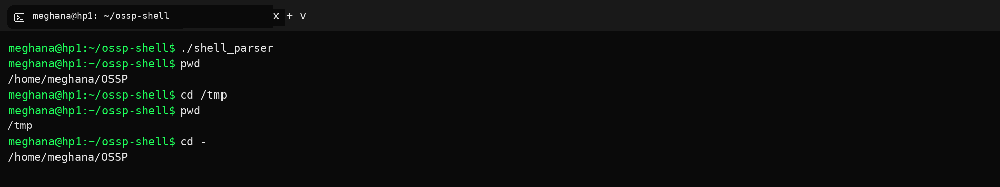 meghana@hp1: ~/ossp-shell x + v
meghana@hp1:~/ossp-shell$ ./shell_parser
meghana@hp1:~/ossp-shell$ pwd
/home/meghana/OSSP
meghana@hp1:~/ossp-shell$ cd /tmp
meghana@hp1:~/ossp-shell$ pwd
/tmp
meghana@hp1:~/ossp-shell$ cd -
/home/meghana/OSSP